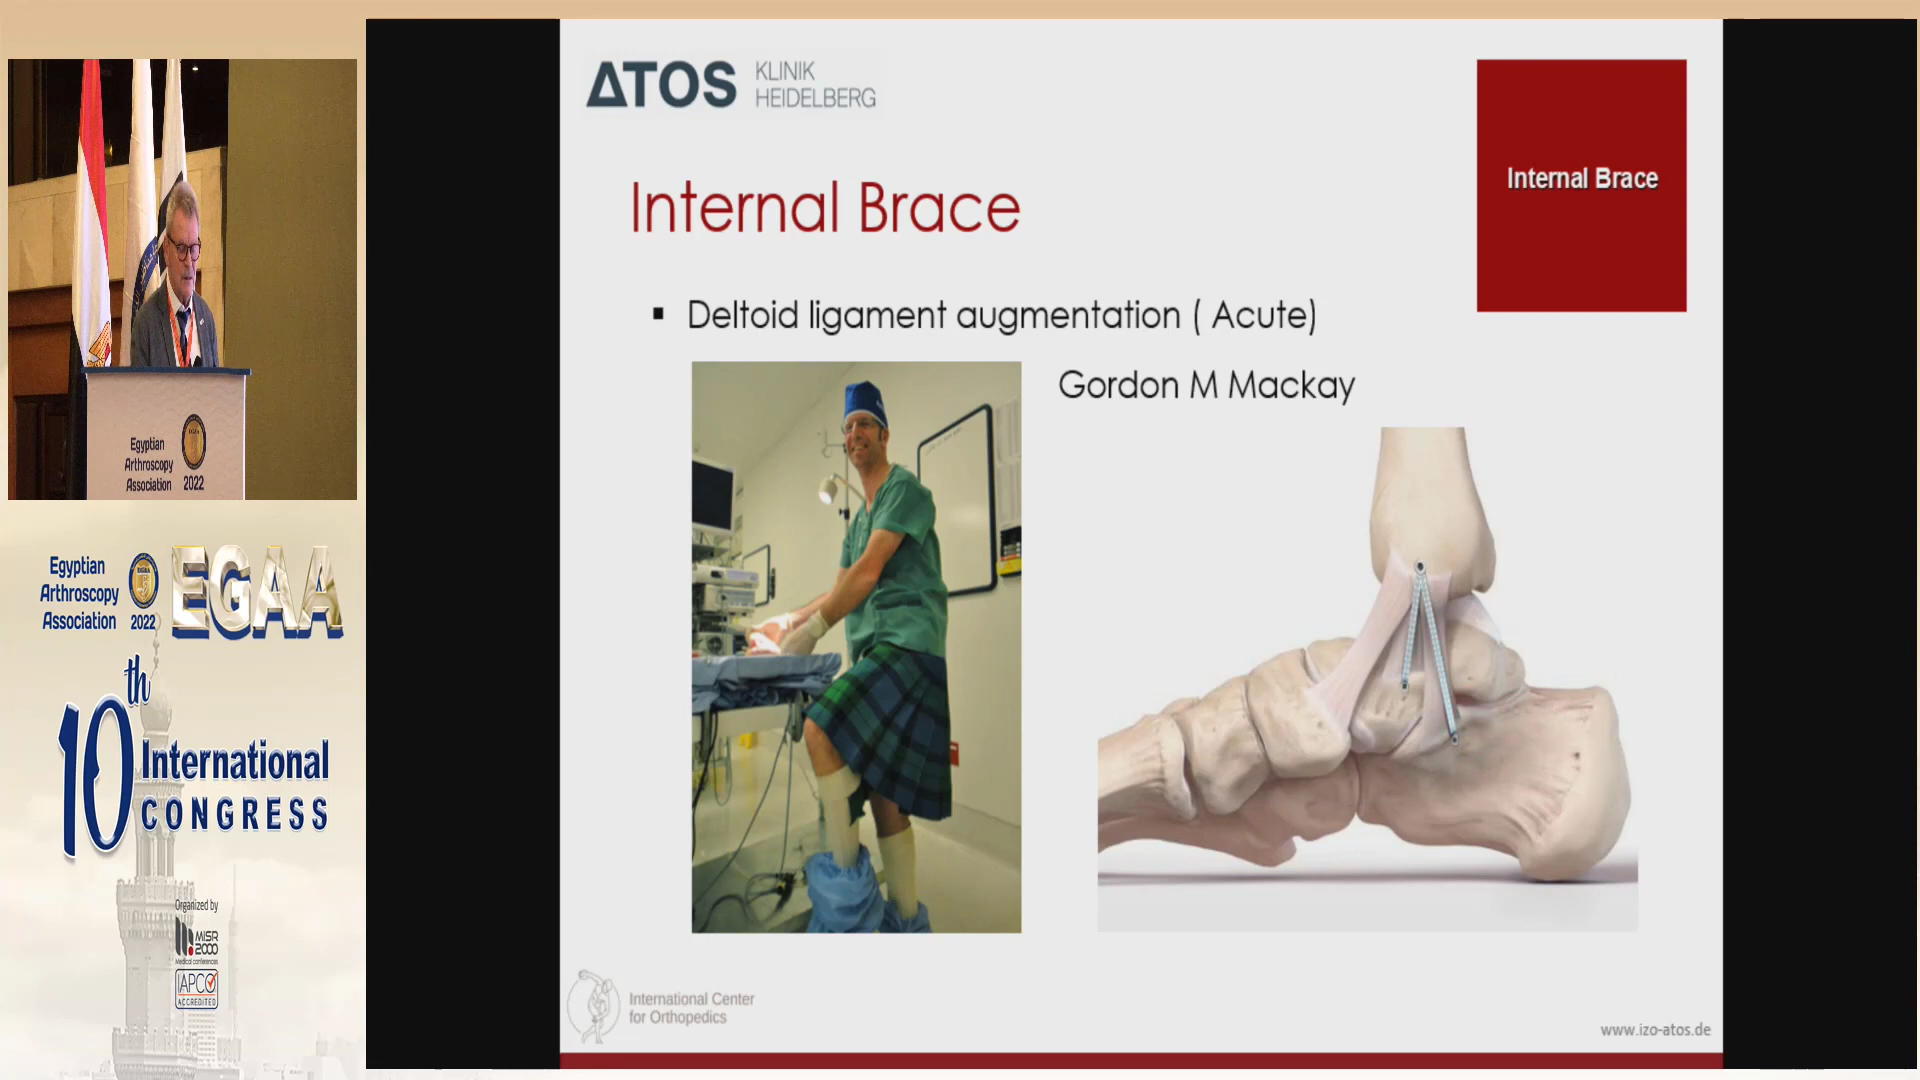 Egyptian
Arthroscopy
Association 2022
Egyptian
Arthroscopy
Association 2022
EGAA
10th
International
CONGRESS
Organized by
MiSR
2000
Medical conferences
IAPCO
ACCREDITED
ATOS KLINIK
HEIDELBERG
Internal Brace
Internal Brace
▪ Deltoid ligament augmentation ( Acute)
Gordon M Mackay
International Center
for Orthopedics
www.izo-atos.de